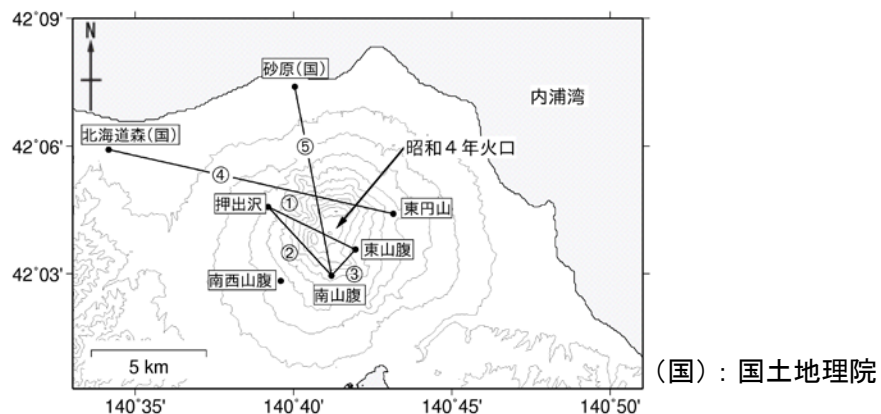 42˚09'
N
砂原(国)
内浦湾
42˚06'
北海道森(国)
⑤
昭和４年火口
④
押出沢
①
東円山
②
東山腹
42˚03'
③
南西山腹
南山腹
5 km
(国)：国土地理院
140˚35'
140˚40'
140˚45'
140˚50'